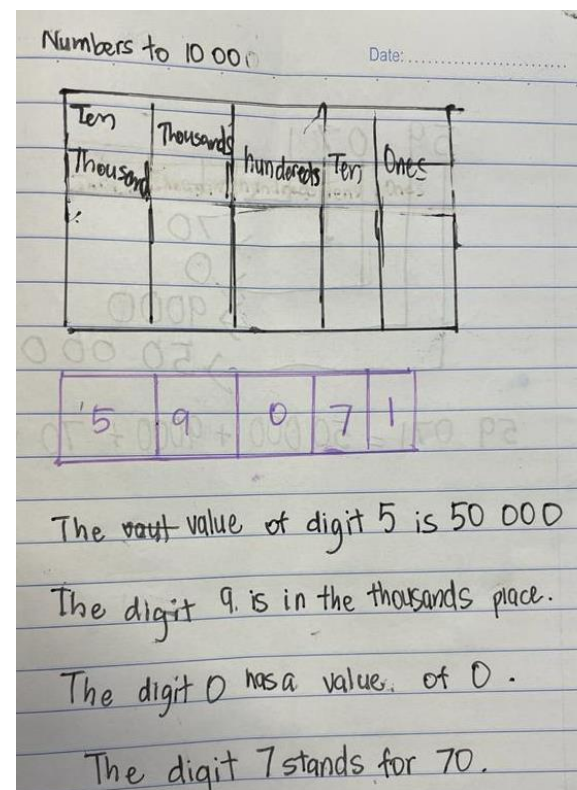 Numbers to 10 000
Date:
Ten Thousand
Thousands
hundereds
Ten
Ones
5 9 0 7 1
The value of digit 5 is 50 000
The digit 9. is in the thousands place.
The digit 0 has a value. of 0.
The digit 7 stands for 70.